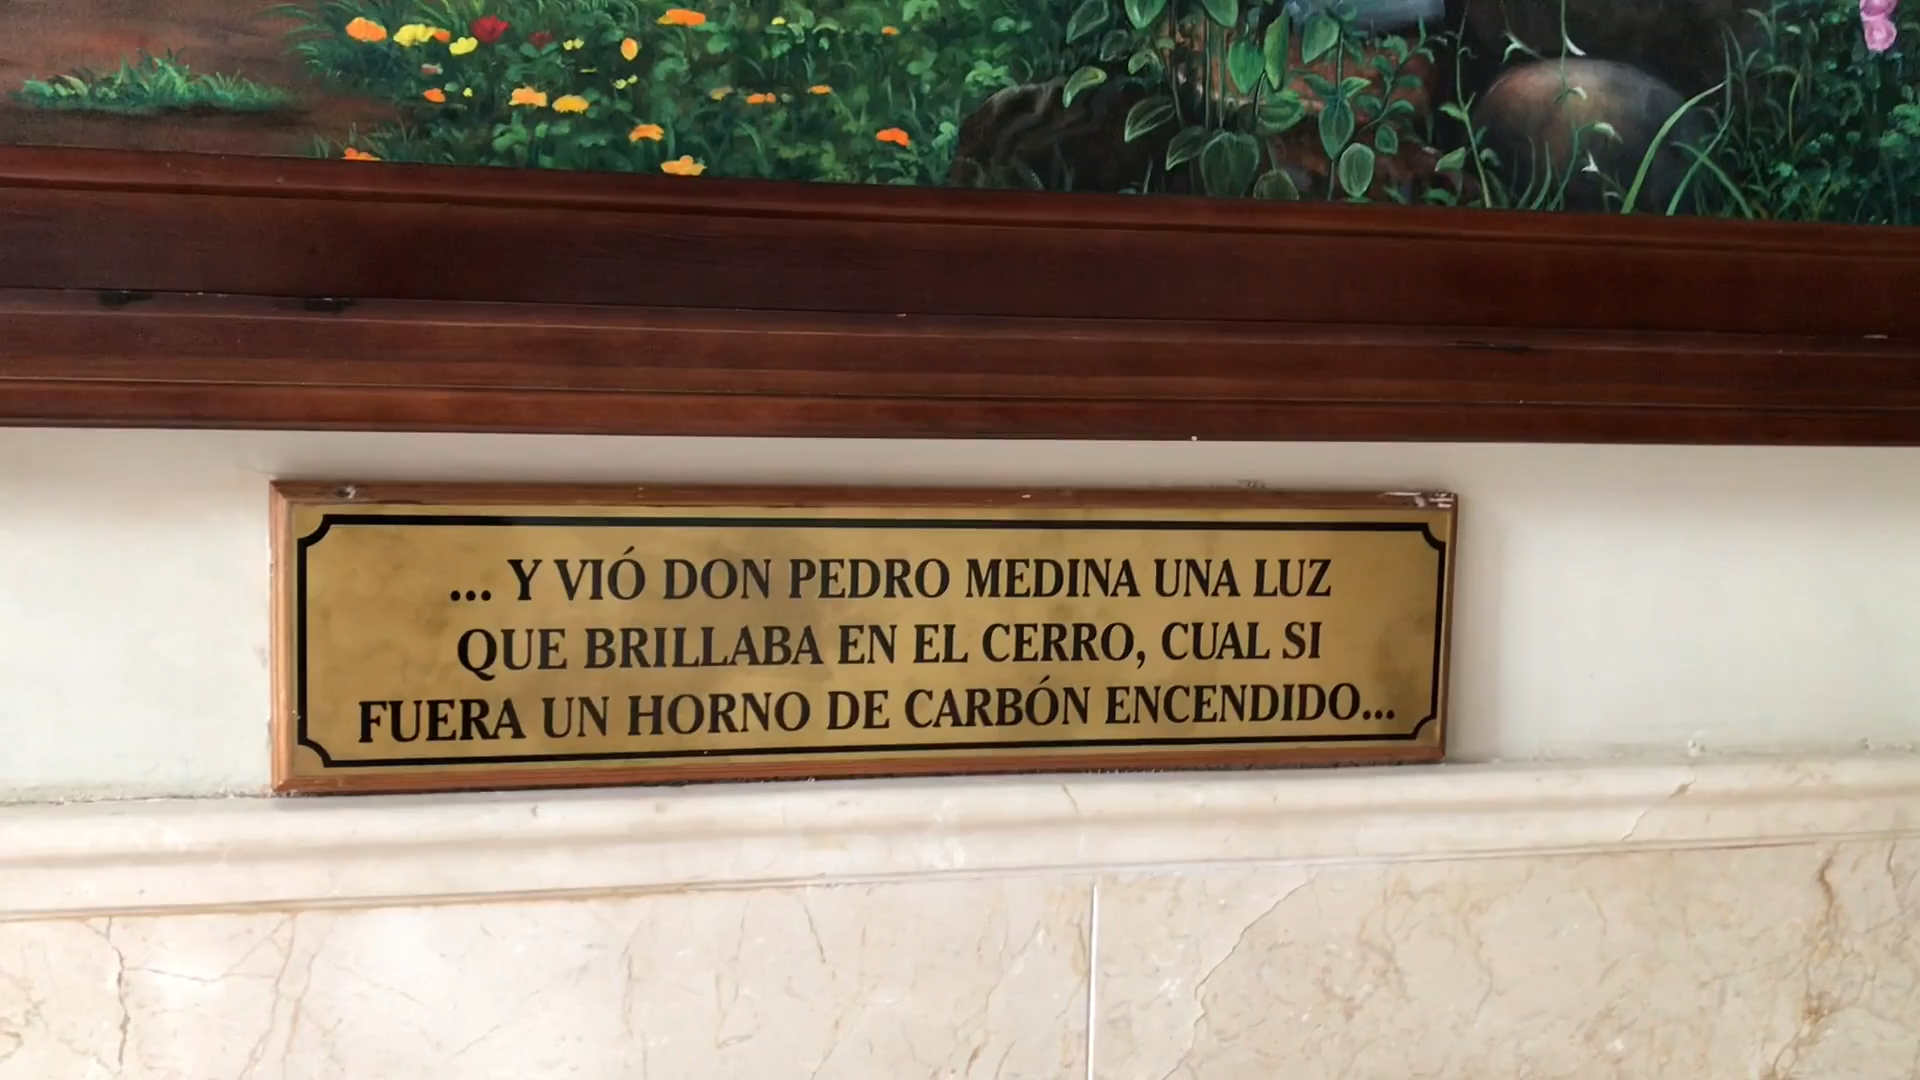 ... Y VIÓ DON PEDRO MEDINA UNA LUZ
QUE BRILLABA EN EL CERRO, CUAL SI
FUERA UN HORNO DE CARBÓN ENCENDIDO...